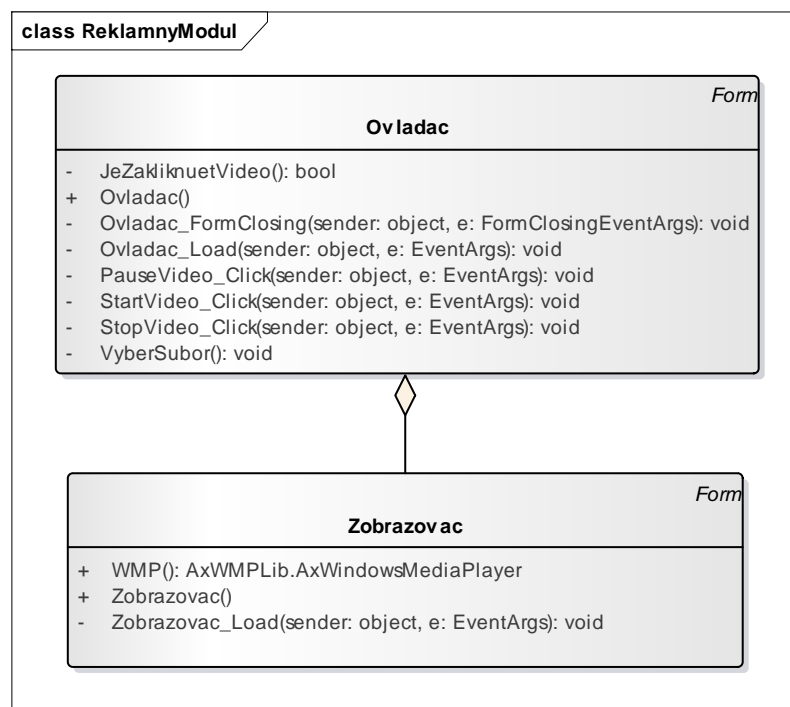 class ReklamnyModul
Form
Ovladac
- JeZakliknuetVideo(): bool
+ Ovladac()
- Ovladac_FormClosing(sender: object, e: FormClosingEventArgs): void
- Ovladac_Load(sender: object, e: EventArgs): void
- PauseVideo_Click(sender: object, e: EventArgs): void
- StartVideo_Click(sender: object, e: EventArgs): void
- StopVideo_Click(sender: object, e: EventArgs): void
- VyberSubor(): void
Form
Zobrazovac
+ WMP(): AxWMPLib.AxWindowsMediaPlayer
+ Zobrazovac()
- Zobrazovac_Load(sender: object, e: EventArgs): void